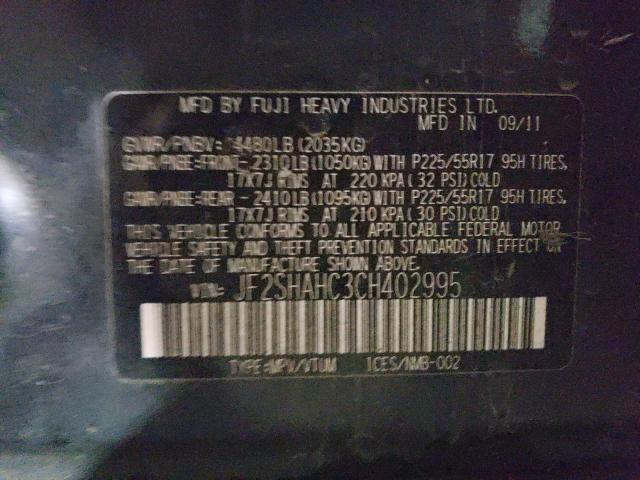 MFD BY FUJI HEAVY INDUSTRIES LTD.
MFD IN 09/11
GVWR/PNBV: 4480LB (2035KG)
GAWR/PNBE:FRONT- 2310LB(1050KG)WITH P225/55R17 95H TIRES,
17X7J RIMS AT 220 KPA( 32 PSI)COLD
GAWR/PNBE:REAR - 2410LB(1095KG)WITH P225/55R17 95H TIRES,
17X7J RIMS AT 210 KPA( 30 PSI)COLD
THIS VEHICLE CONFORMS TO ALL APPLICABLE FEDERAL MOTOR
VEHICLE SAFETY AND THEFT PREVENTION STANDARDS IN EFFECT ON
THE DATE OF MANUFACTURE SHOWN ABOVE.
VIN: JF2SHAHC3CH402995
TYPE:MPV/VTUM ICES/NMB-002